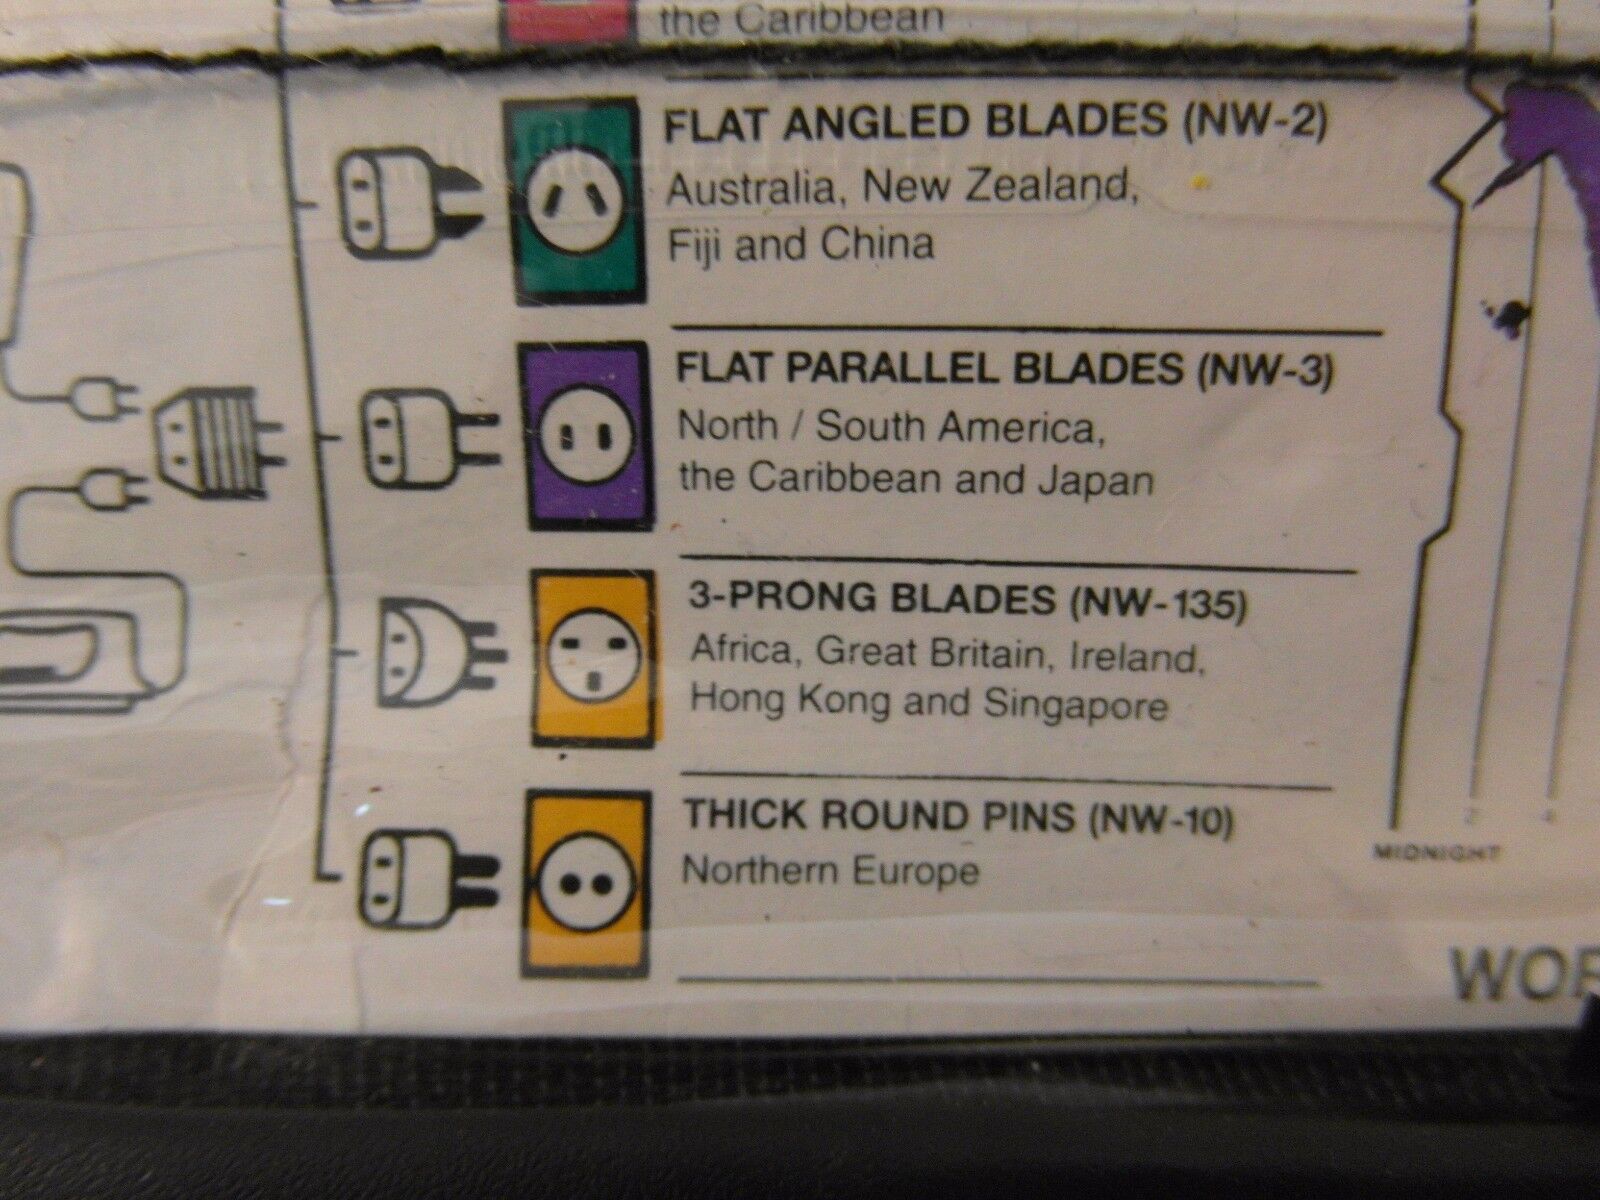 the Caribbean
FLAT ANGLED BLADES (NW-2)
Australia, New Zealand,
Fiji and China
FLAT PARALLEL BLADES (NW-3)
North / South America,
the Caribbean and Japan
3-PRONG BLADES (NW-135)
Africa, Great Britain, Ireland,
Hong Kong and Singapore
THICK ROUND PINS (NW-10)
Northern Europe
MIDNIGHT